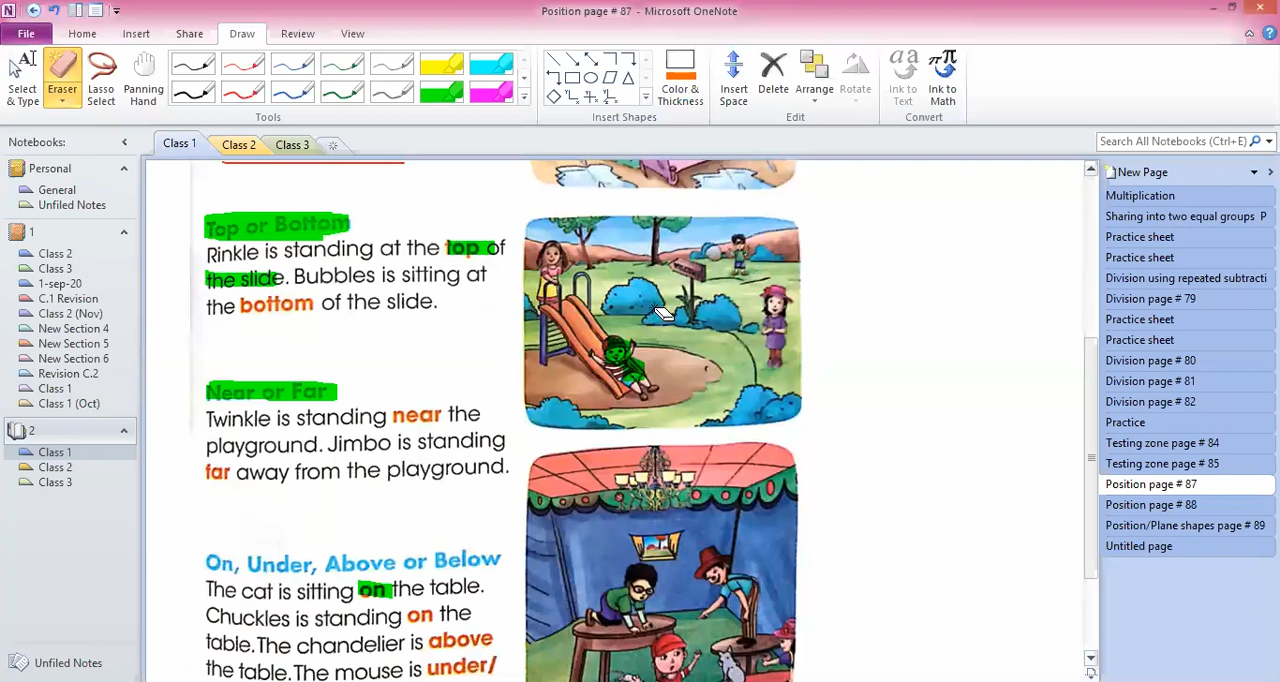 Position page # 87 - Microsoft OneNote
File Home Insert Share Draw Review View
Select & Type
Eraser
Lasso Select
Panning Hand
Color & Thickness
Insert Space
Delete
Arrange
Rotate
Ink to Text
Ink to Math
Tools
Insert Shapes
Edit
Convert
Notebooks:
Personal
General
Unfiled Notes
1
Class 2
Class 3
1-sep-20
C.1 Revision
Class 2 (Nov)
New Section 4
New Section 5
New Section 6
Revision C.2
Class 1
Class 1 (Oct)
2
Class 1
Class 2
Class 3
Unfiled Notes
Class 1 Class 2 Class 3
Search All Notebooks (Ctrl+E)
Top or Bottom
Rinkle is standing at the top of
the slide. Bubbles is sitting at
the bottom of the slide.
Near or Far
Twinkle is standing near the
playground. Jimbo is standing
far away from the playground.
On, Under, Above or Below
The cat is sitting on the table.
Chuckles is standing on the
table. The chandelier is above
the table. The mouse is under/
New Page
Multiplication
Sharing into two equal groups P
Practice sheet
Practice sheet
Division using repeated subtracti
Division page # 79
Practice sheet
Practice sheet
Division page # 80
Division page # 81
Division page # 82
Practice
Testing zone page # 84
Testing zone page # 85
Position page # 87
Position page # 88
Position/Plane shapes page # 89
Untitled page